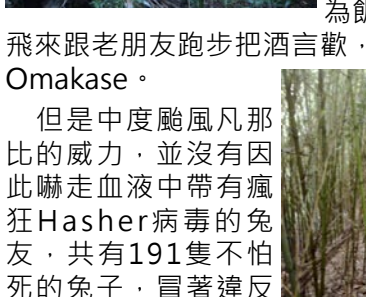 為飲
飛來跟老朋友跑步把酒言歡，
Omakase。
但是中度颱風凡那
比的威力，並沒有因
此嚇走血液中帶有瘋
狂Hasher病毒的兔
友，共有191隻不怕
死的兔子，冒著違反